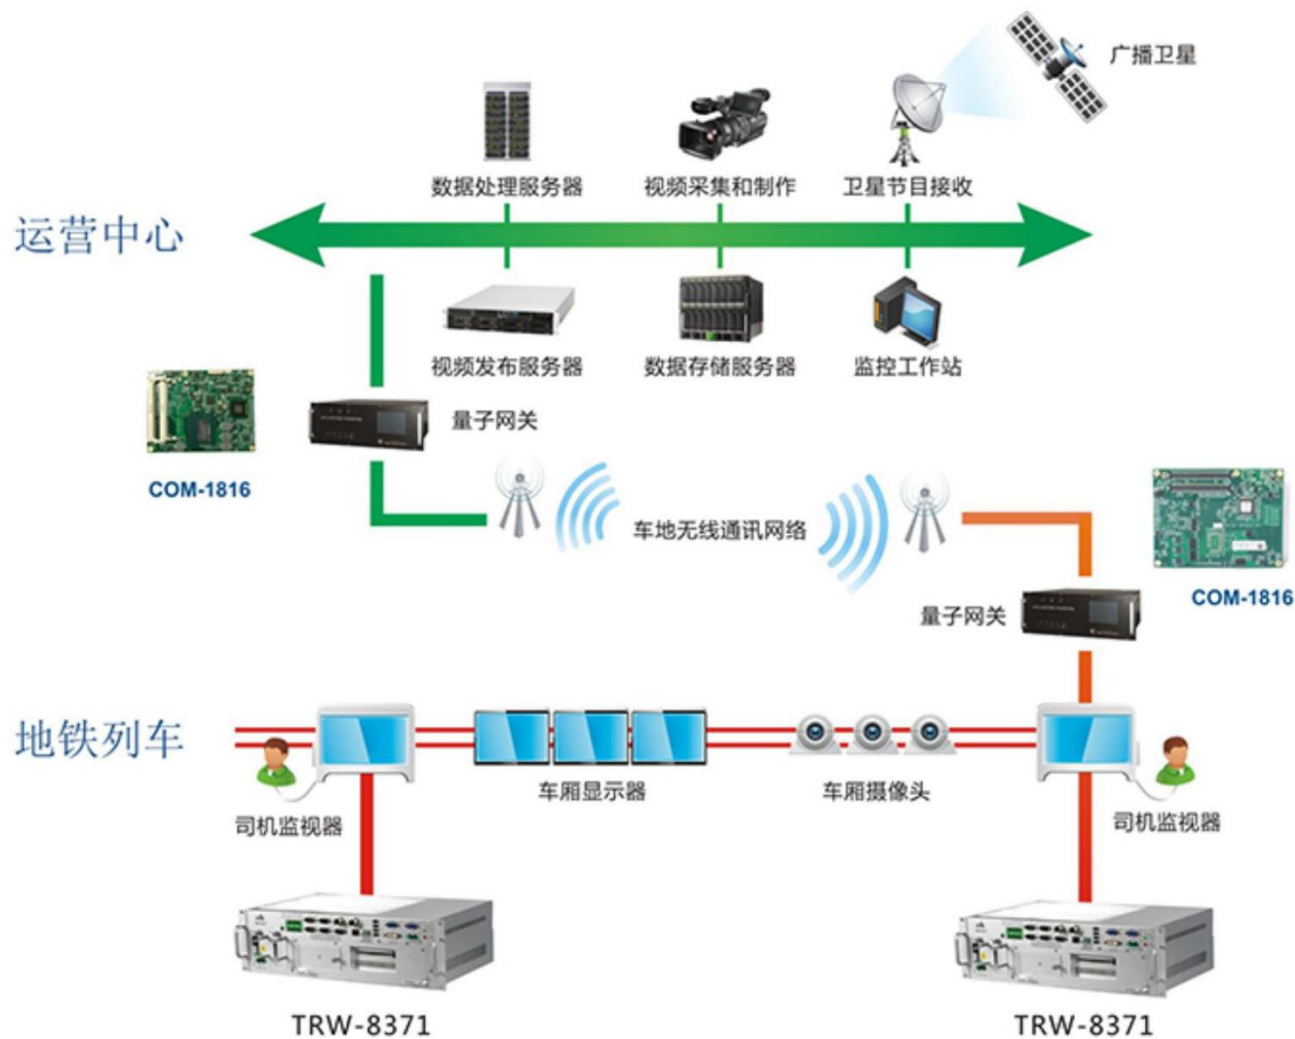 广播卫星
数据处理服务器
视频采集和制作
卫星节目接收
运营中心
视频发布服务器
数据存储服务器
监控工作站
量子网关
COM-1816
车地无线通讯网络
COM-1816
量子网关
地铁列车
车厢显示器
车厢摄像头
司机监视器
司机监视器
TRW-8371
TRW-8371